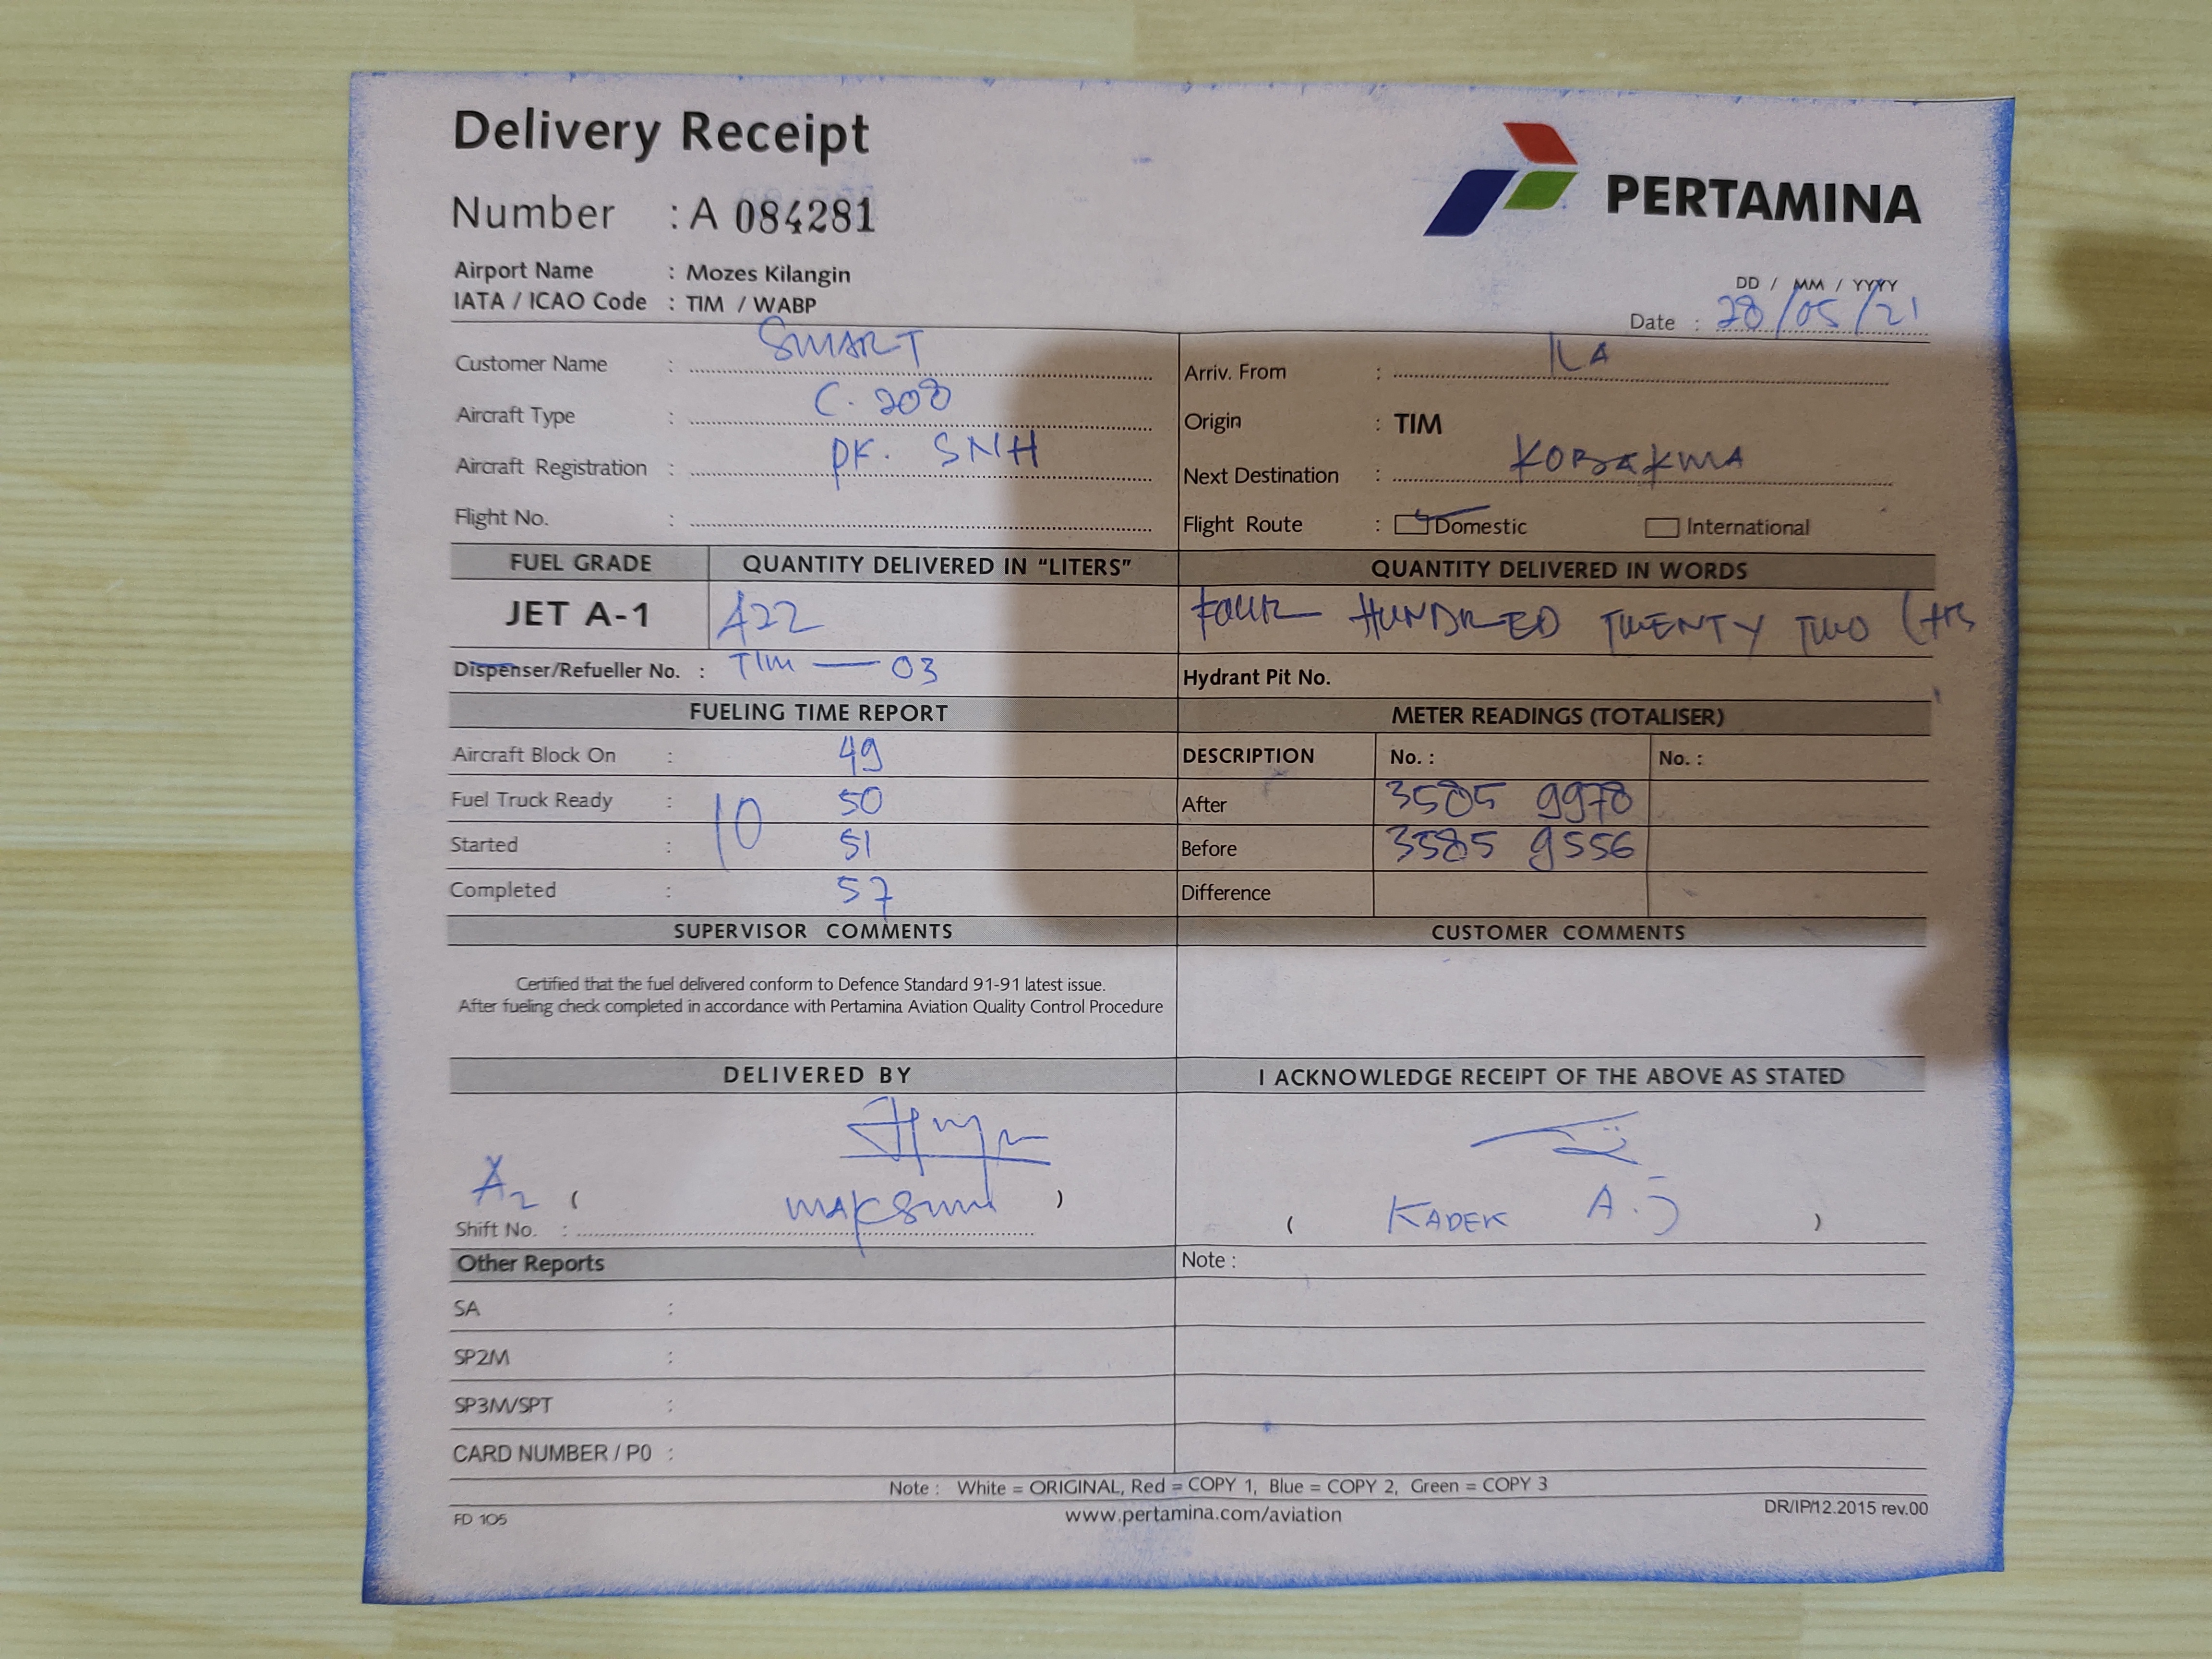 Delivery Receipt
PERTAMINA
Number : A 084281
Airport Name : Mozes Kilangin
IATA / ICAO Code : TIM / WABP
DD / MM / YYYY
Date : 28/05/21
Customer Name : SMART
Arriv. From : ILA
Aircraft Type : C. 208
Origin : TIM
Aircraft Registration : PK. SNH
Next Destination : KOBAKMA
Flight No. :
Flight Route : Domestic International
FUEL GRADE QUANTITY DELIVERED IN “LITERS” QUANTITY DELIVERED IN WORDS
JET A-1 422 FOUR HUNDRED TWENTY TWO Ltrs
Dispenser/Refueller No. : TIM — 03 Hydrant Pit No.
FUELING TIME REPORT METER READINGS (TOTALISER)
Aircraft Block On : 49 DESCRIPTION No. : No. :
Fuel Truck Ready : 50 After 3585 9978
10
Started : 51 Before 3585 9556
Completed : 57 Difference
SUPERVISOR COMMENTS CUSTOMER COMMENTS
Certified that the fuel delivered conform to Defence Standard 91-91 latest issue.
After fueling check completed in accordance with Pertamina Aviation Quality Control Procedure
DELIVERED BY I ACKNOWLEDGE RECEIPT OF THE ABOVE AS STATED
A2 ( MAKSUM ) ( KADEK A.J )
Shift No. :
Other Reports Note :
SA :
SP2M :
SP3M/SPT :
CARD NUMBER / PO :
Note : White = ORIGINAL, Red = COPY 1, Blue = COPY 2, Green = COPY 3
FD 105 www.pertamina.com/aviation DR/IP/12.2015 rev.00